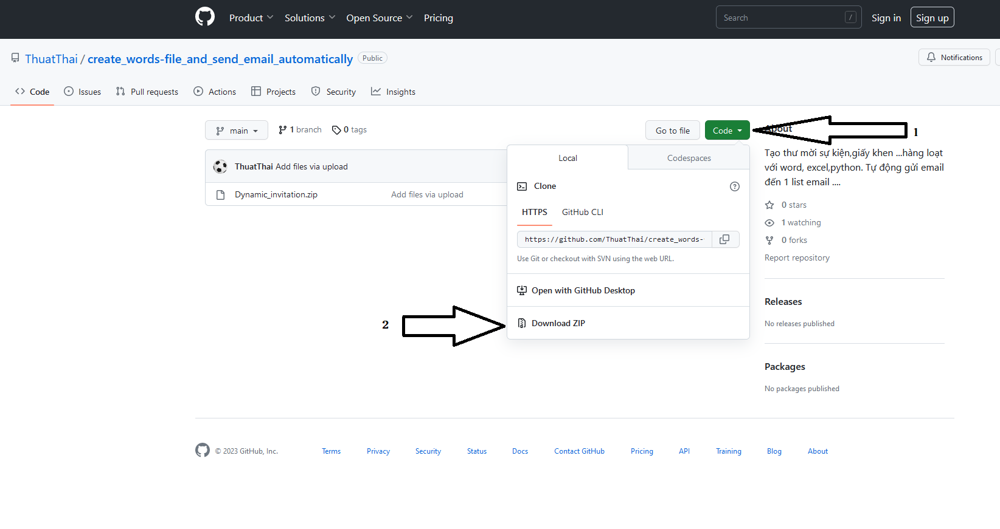 Product Solutions Open Source Pricing Search / Sign in Sign up
ThuatThai / create_words-file_and_send_email_automatically Public Notifications
Code Issues Pull requests Actions Projects Security Insights
main 1 branch 0 tags Go to file Code About 1
ThuatThai Add files via upload
Dynamic_invitation.zip Add files via upload
Local Codespaces
Clone
HTTPS GitHub CLI
https://github.com/ThuatThai/create_words-
Use Git or checkout with SVN using the web URL.
Open with GitHub Desktop
2 Download ZIP
Tạo thư mời sự kiện,giấy khen ...hàng loạt
với word, excel,python. Tự động gửi email
đến 1 list email ....
0 stars
1 watching
0 forks
Report repository
Releases
No releases published
Packages
No packages published
© 2023 GitHub, Inc. Terms Privacy Security Status Docs Contact GitHub Pricing API Training Blog About